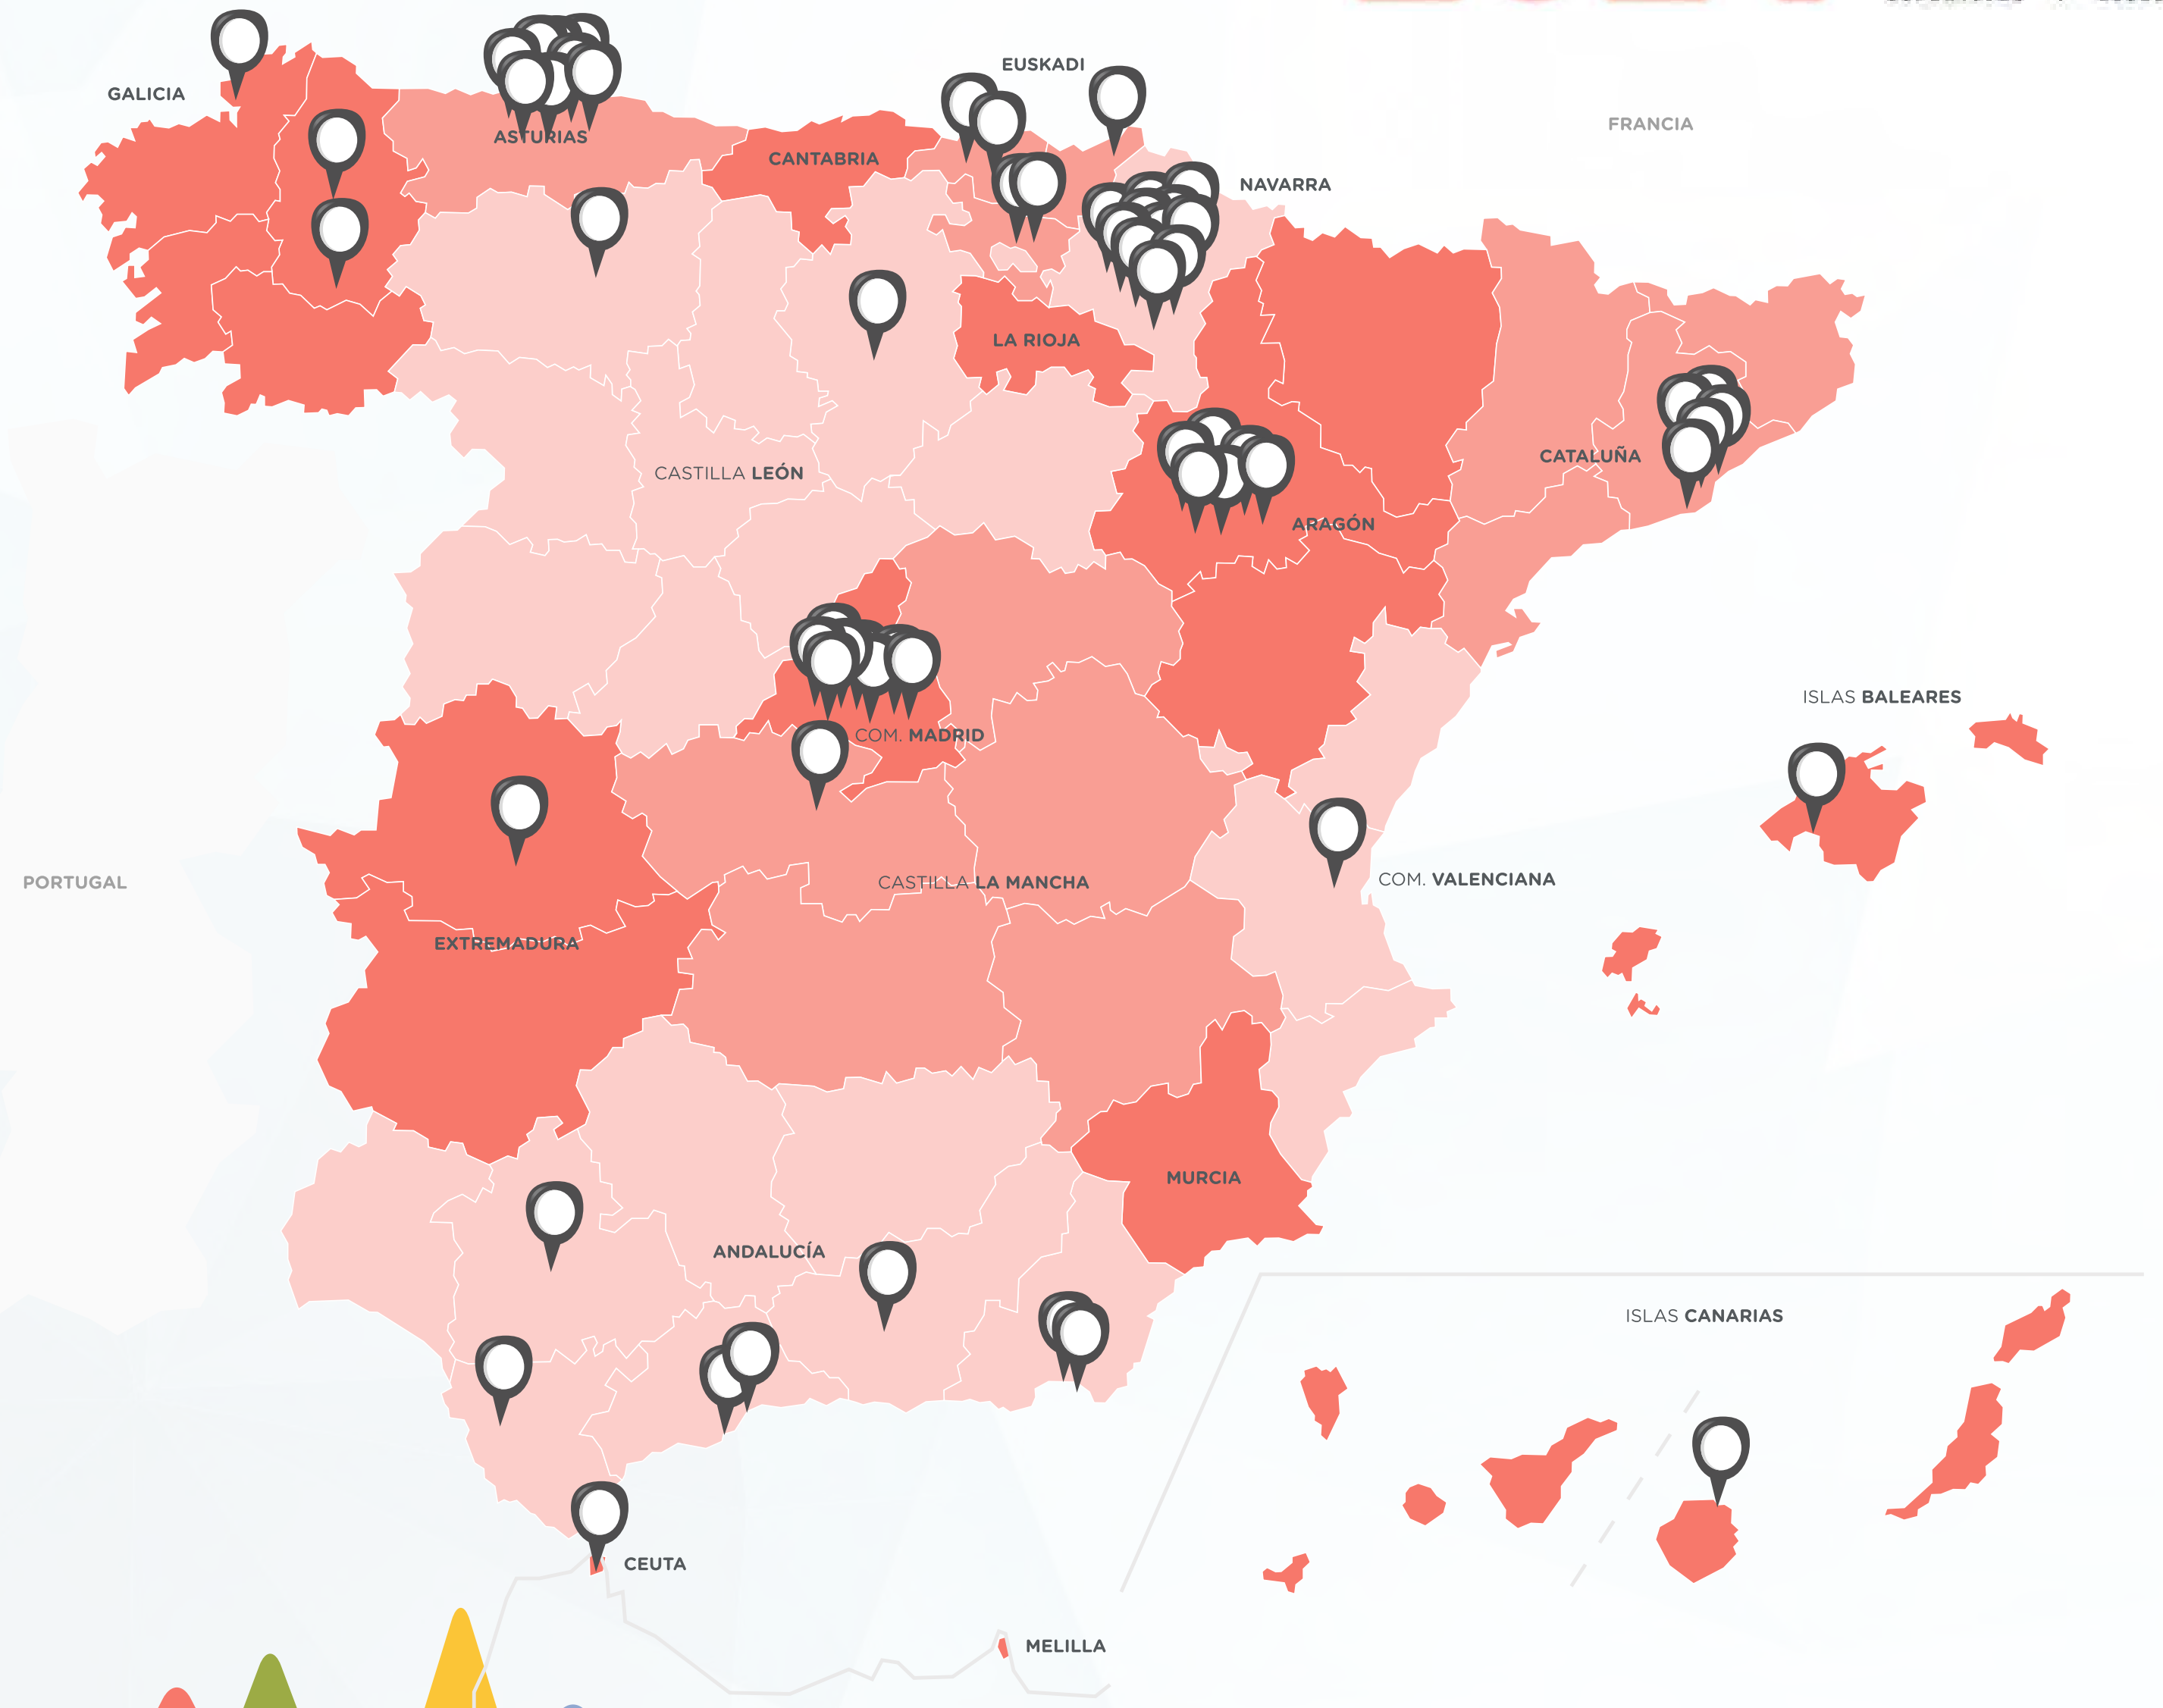 EUSKADI
GALICIA
FRANCIA
ASTURIAS
CANTABRIA
NAVARRA
LA RIOJA
CATALUÑA
CASTILLA LEÓN
ARAGÓN
ISLAS BALEARES
COM. MADRID
COM. VALENCIANA
PORTUGAL
CASTILLA LA MANCHA
EXTREMADURA
MURCIA
ANDALUCÍA
ISLAS CANARIAS
CEUTA
MELILLA